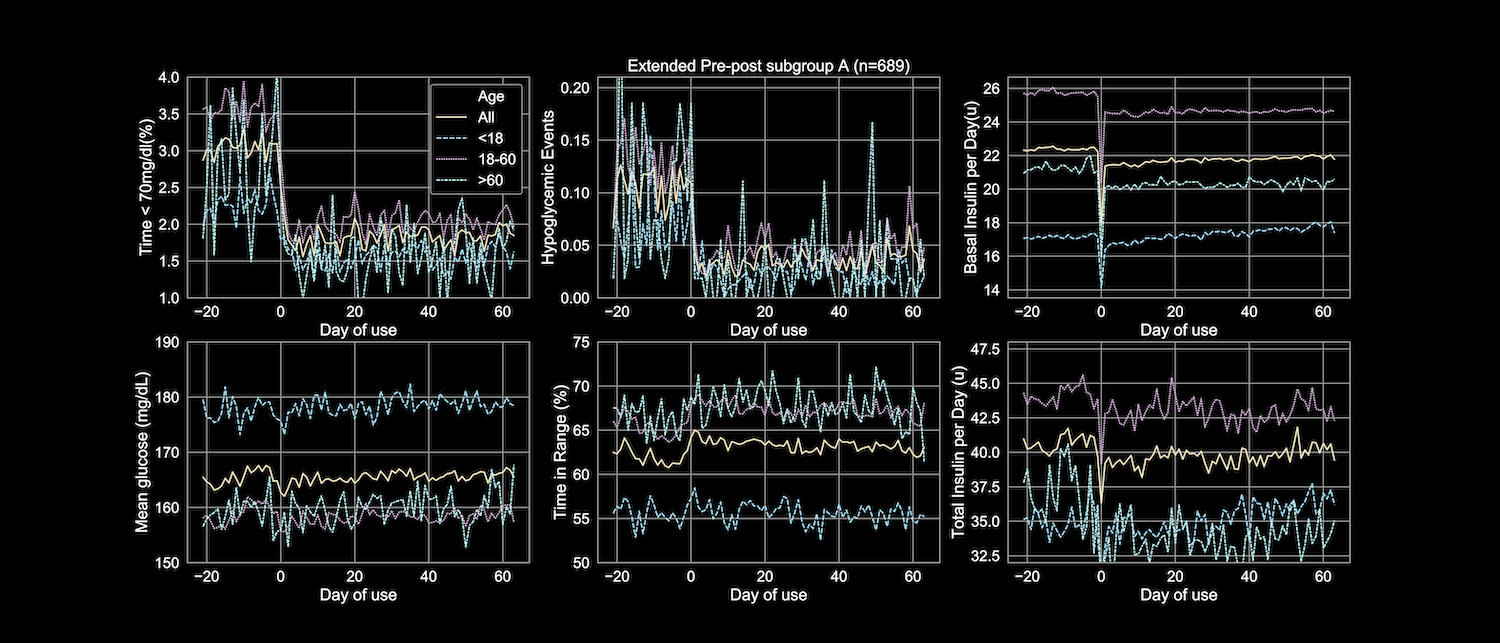 Extended Pre-post subgroup A (n=689)
Time < 70mg/dl(%)
4.0
3.5
3.0
2.5
2.0
1.5
1.0
Age
All
<18
18-60
>60
−20 0 20 40 60
Day of use
Hypoglycemic Events
0.20
0.15
0.10
0.05
0.00
−20 0 20 40 60
Day of use
Basal Insulin per Day(u)
26
24
22
20
18
16
14
−20 0 20 40 60
Day of use
Mean glucose (mg/dL)
190
180
170
160
150
−20 0 20 40 60
Day of use
Time in Range (%)
75
70
65
60
55
50
−20 0 20 40 60
Day of use
Total Insulin per Day (u)
47.5
45.0
42.5
40.0
37.5
35.0
32.5
−20 0 20 40 60
Day of use